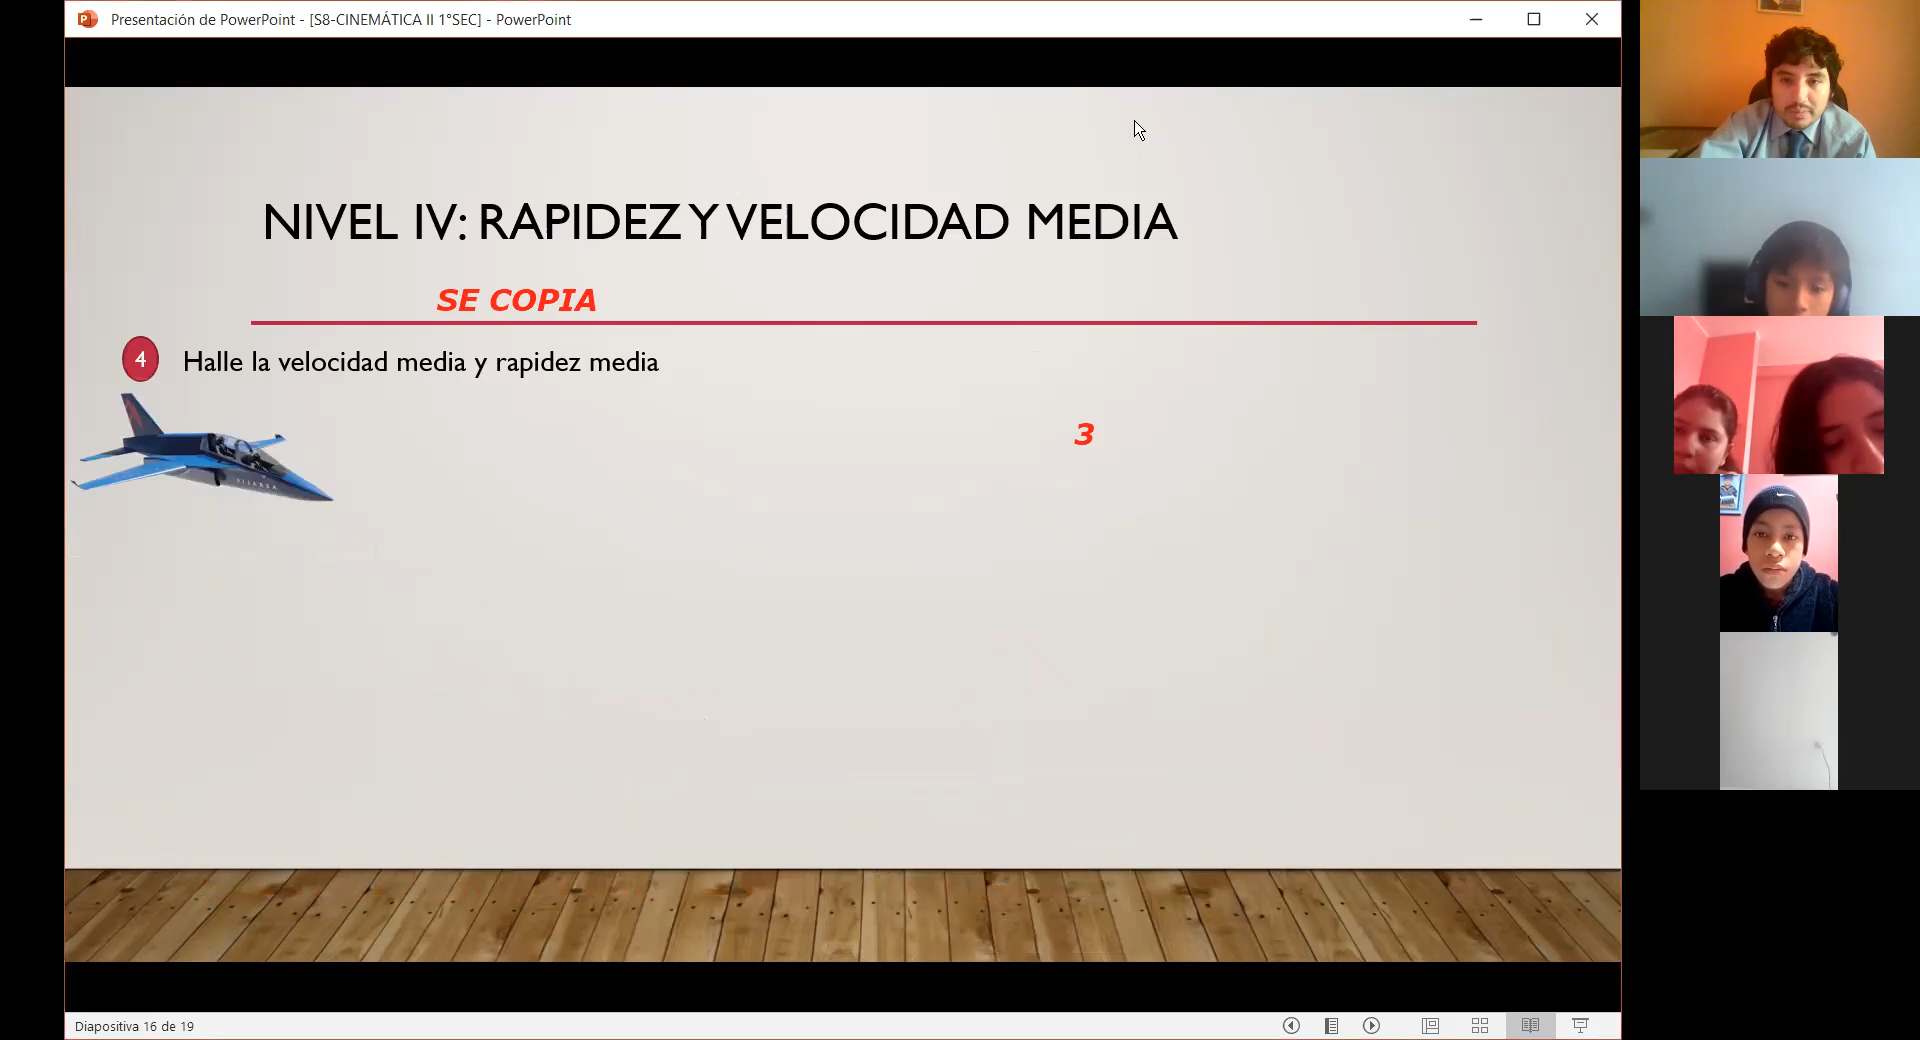 Presentación de PowerPoint - [S8-CINEMÁTICA II 1°SEC] - PowerPoint
NIVEL IV: RAPIDEZ Y VELOCIDAD MEDIA
SE COPIA
4 Halle la velocidad media y rapidez media
3
Diapositiva 16 de 19